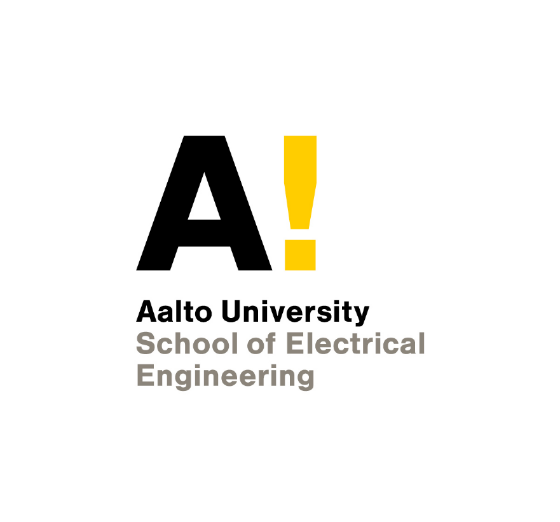 A!
Aalto University
School of Electrical
Engineering